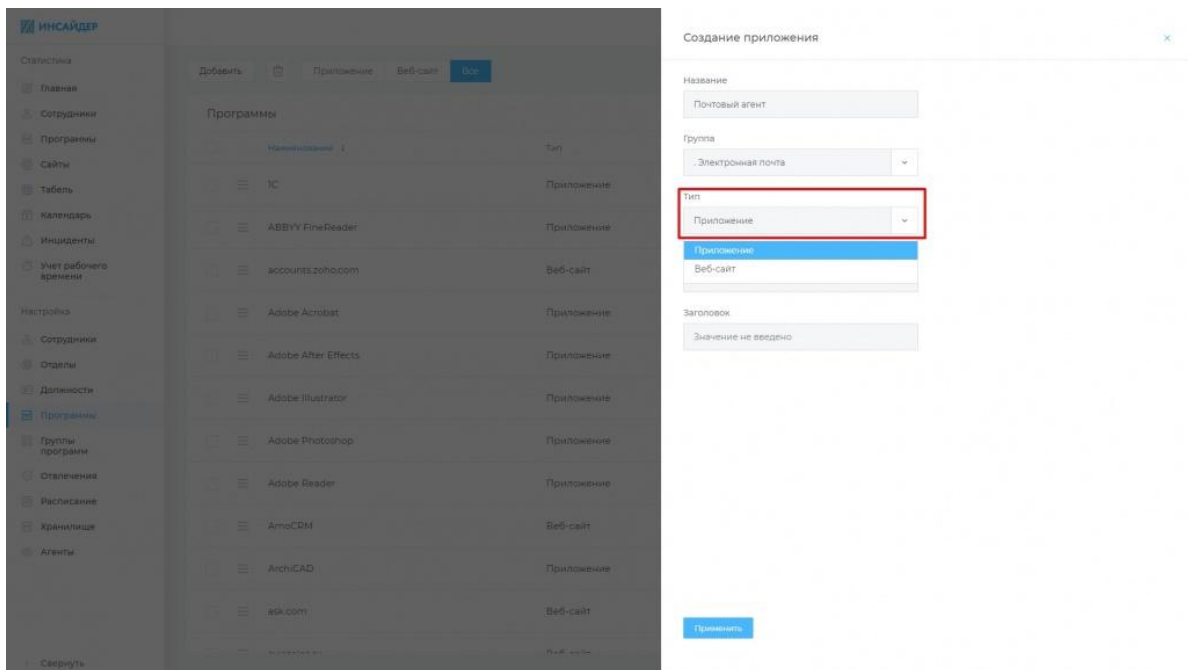 ИНСАЙДЕР
Статистика
Главная
Сотрудники
Программы
Сайты
Табель
Календарь
Инциденты
Учет рабочего
времени
Настройка
Сотрудники
Отделы
Должности
Программы
Группы
программ
Отвлечения
Расписание
Хранилище
Агенты
Свернуть
Добавить Приложение Веб-сайт Все
Программы
Наименование ↓ Тип
1С Приложение
ABBYY FineReader Приложение
accounts.zoho.com Веб-сайт
Adobe Acrobat Приложение
Adobe After Effects Приложение
Adobe Illustrator Приложение
Adobe Photoshop Приложение
Adobe Reader Приложение
AmoCRM Веб-сайт
ArchiCAD Приложение
ask.com Веб-сайт
Веб-сайт
Создание приложения
Название
Почтовый агент
Группа
. Электронная почта
Тип
Приложение
Приложение
Веб-сайт
Заголовок
Значение не введено
Применить